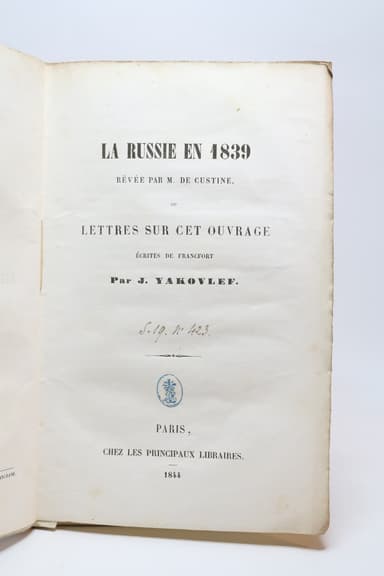 LA RUSSIE EN 1839
RÊVÉE PAR M. DE CUSTINE,
OU
LETTRES SUR CET OUVRAGE
ÉCRITES DE FRANCFORT
Par J. YAKOVLEF.
S.19. N° 423.
PARIS,
CHEZ LES PRINCIPAUX LIBRAIRES.
1844